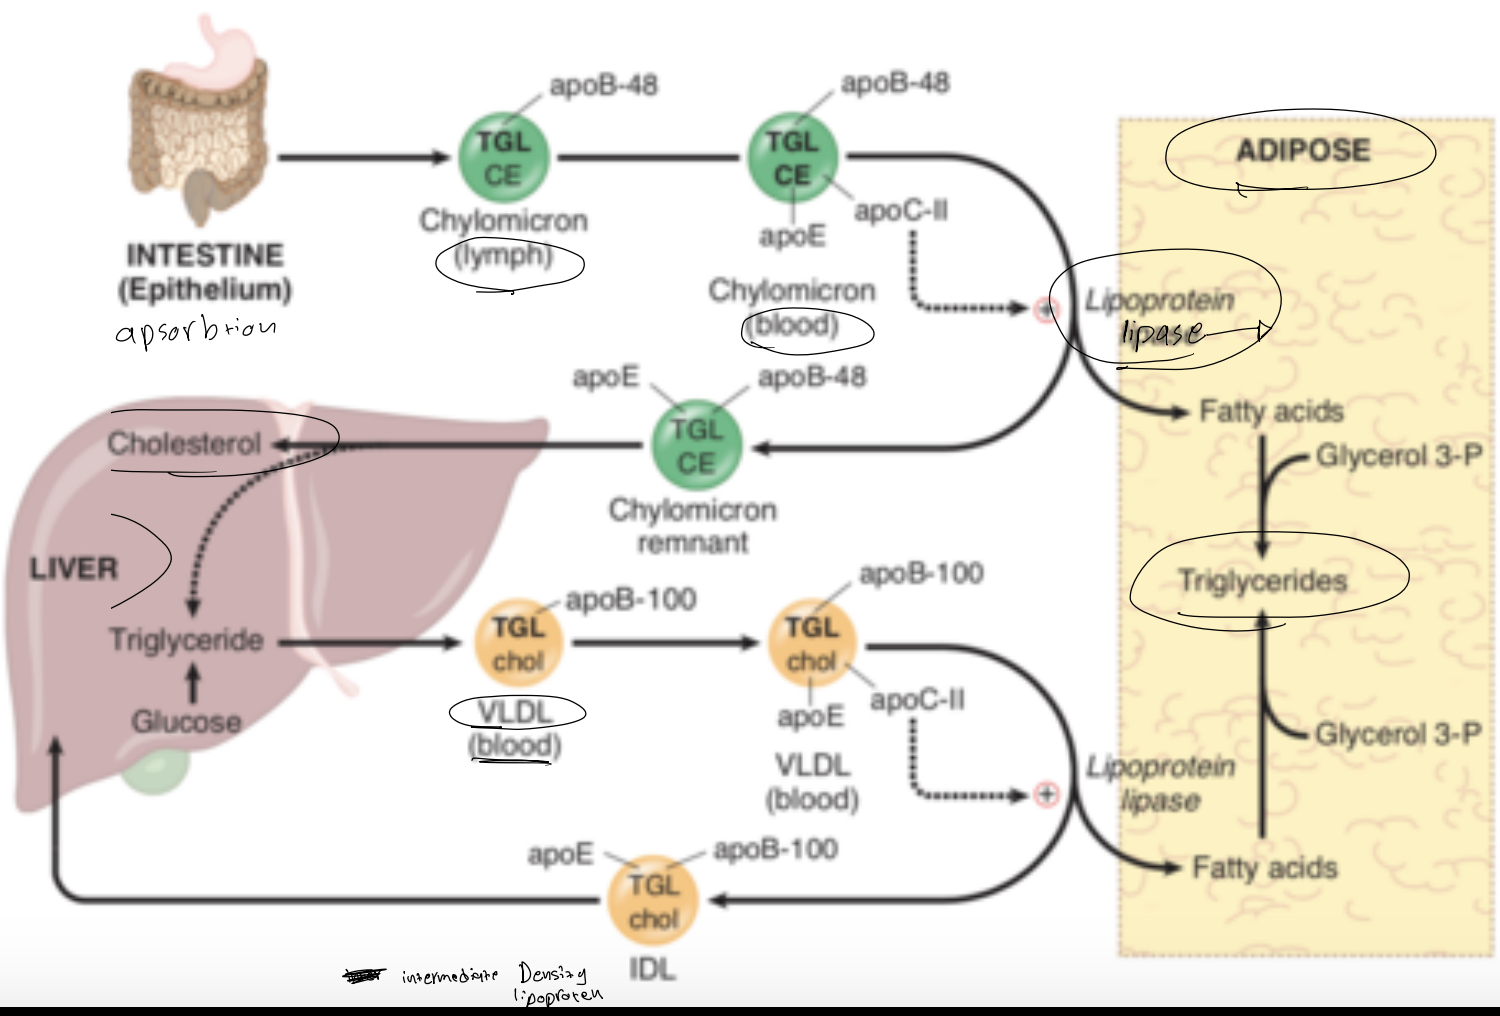 apoB-48
apoB-48
TGL
CE
TGL
CE
ADIPOSE
Chylomicron
(lymph)
apoC-II
apoE
INTESTINE
(Epithelium)
apsorbtion
Chylomicron
(blood)
+
Lipoprotein
lipase
apoE
apoB-48
Fatty acids
Cholesterol
TGL
CE
Glycerol 3-P
Chylomicron
remnant
LIVER
Triglycerides
apoB-100
apoB-100
Triglyceride
TGL
chol
TGL
chol
Glucose
VLDL
(blood)
apoE
apoC-II
Glycerol 3-P
VLDL
(blood)
+
Lipoprotein
lipase
apoE
apoB-100
Fatty acids
TGL
chol
IDL
intermediate Density
lipoproten